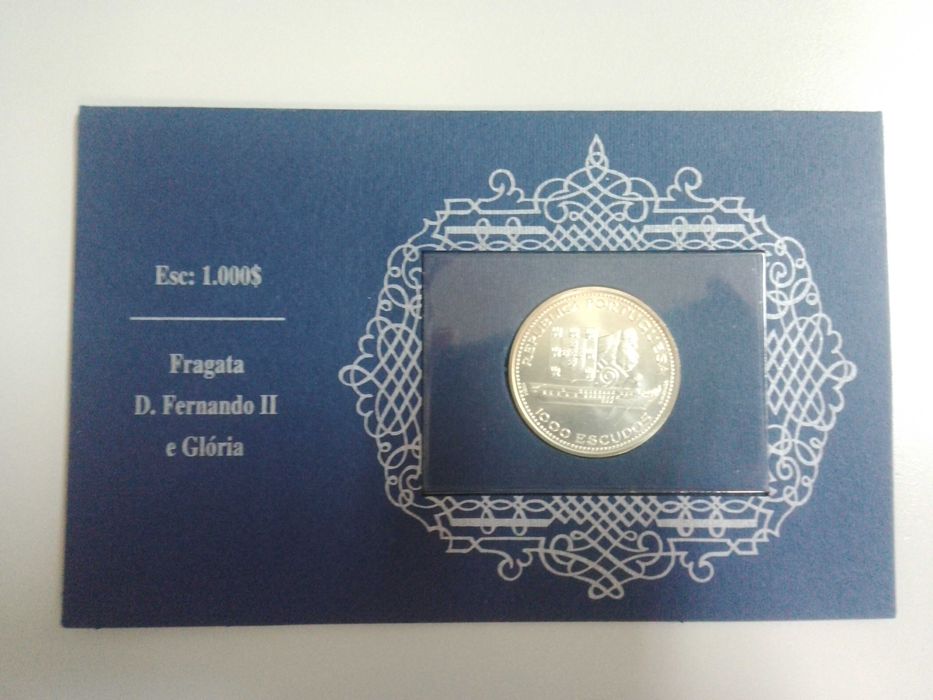 Esc: 1.000$
Fragata
D. Fernando II
e Glória
REPUBLICA PORTUGUESA
1000 ESCUDOS